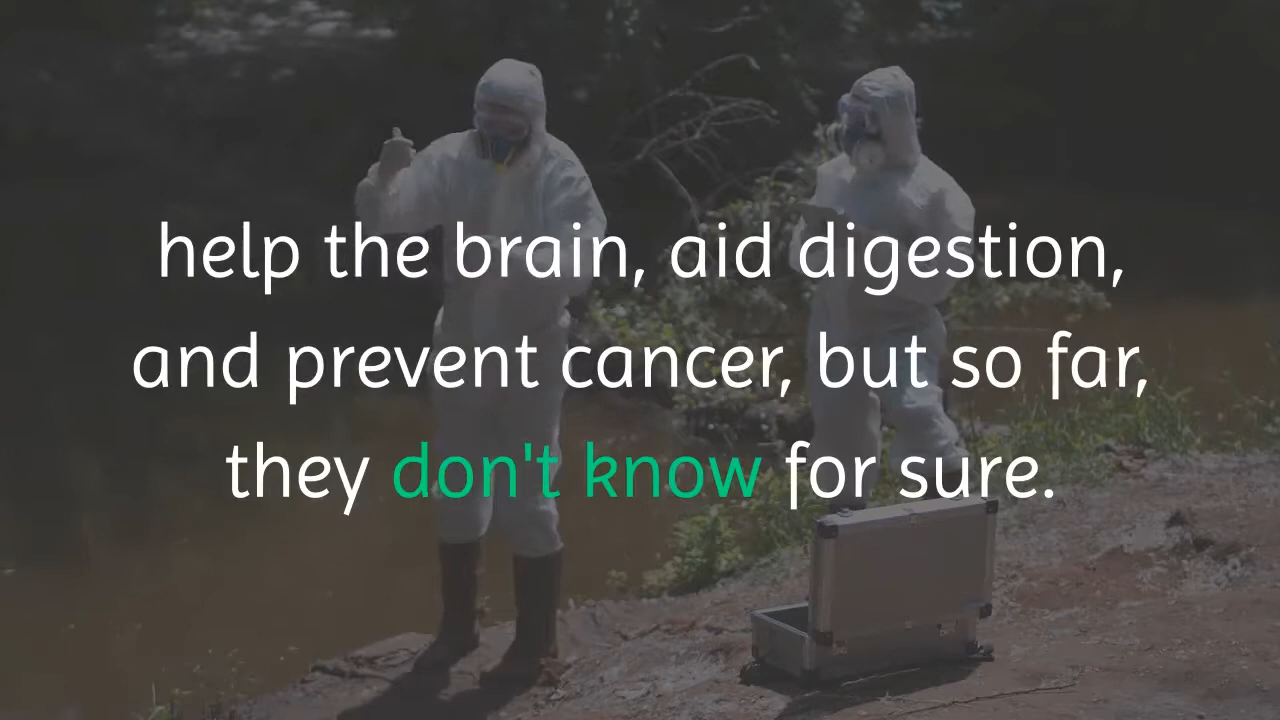 help the brain, aid digestion,
and prevent cancer, but so far,
they don't know for sure.